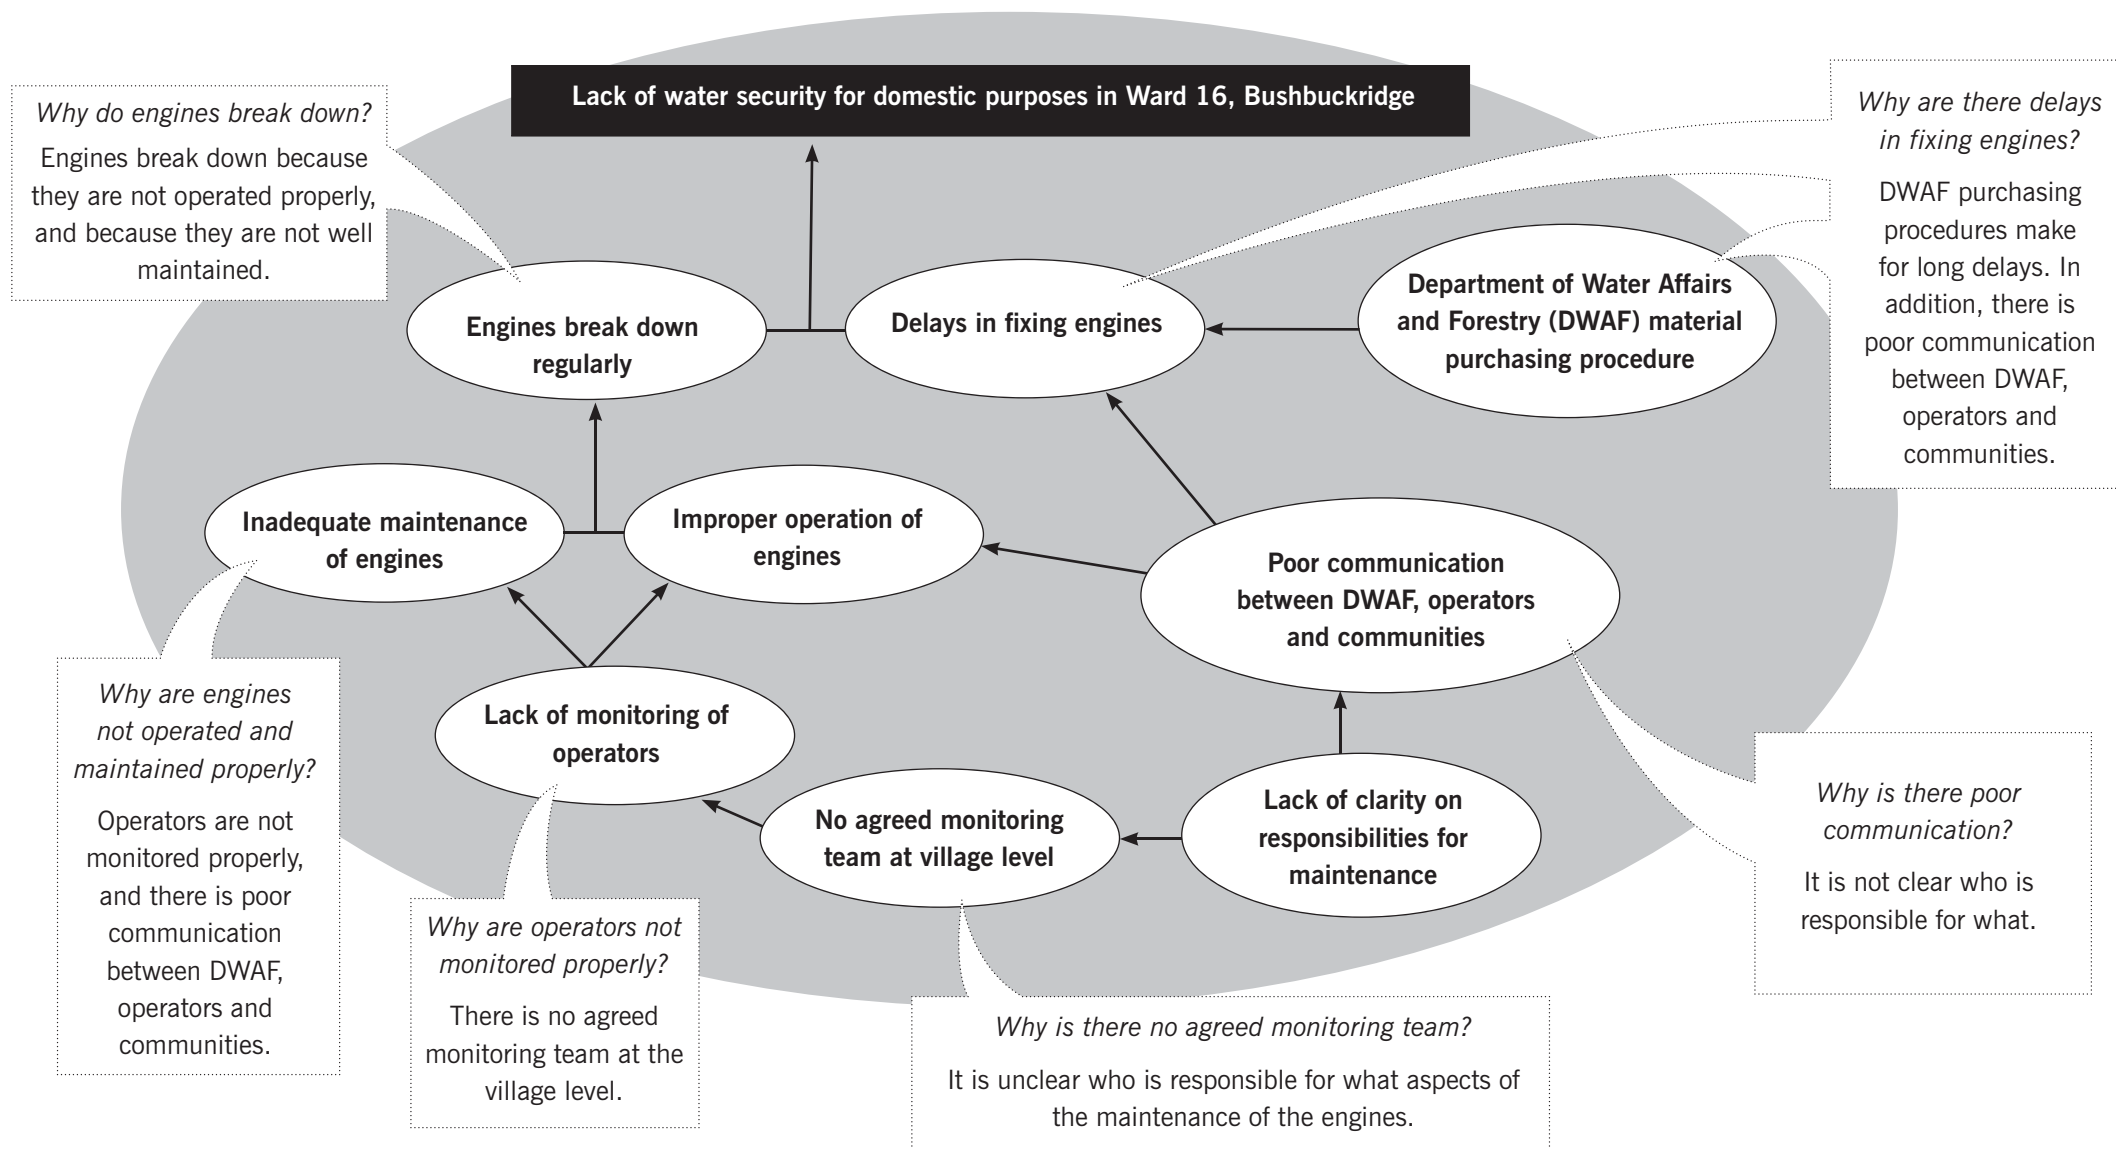 Lack of water security for domestic purposes in Ward 16, Bushbuckridge
Why do engines break down?
Engines break down because
they are not operated properly,
and because they are not well
maintained.
Why are there delays
in fixing engines?
DWAF purchasing
procedures make
for long delays. In
addition, there is
poor communication
between DWAF,
operators and
communities.
Engines break down
regularly
Delays in fixing engines
Department of Water Affairs
and Forestry (DWAF) material
purchasing procedure
Inadequate maintenance
of engines
Improper operation of
engines
Poor communication
between DWAF, operators
and communities
Why are engines
not operated and
maintained properly?
Operators are not
monitored properly,
and there is poor
communication
between DWAF,
operators and
communities.
Lack of monitoring of
operators
No agreed monitoring
team at village level
Lack of clarity on
responsibilities for
maintenance
Why is there poor
communication?
It is not clear who is
responsible for what.
Why are operators not
monitored properly?
There is no agreed
monitoring team at the
village level.
Why is there no agreed monitoring team?
It is unclear who is responsible for what aspects of
the maintenance of the engines.